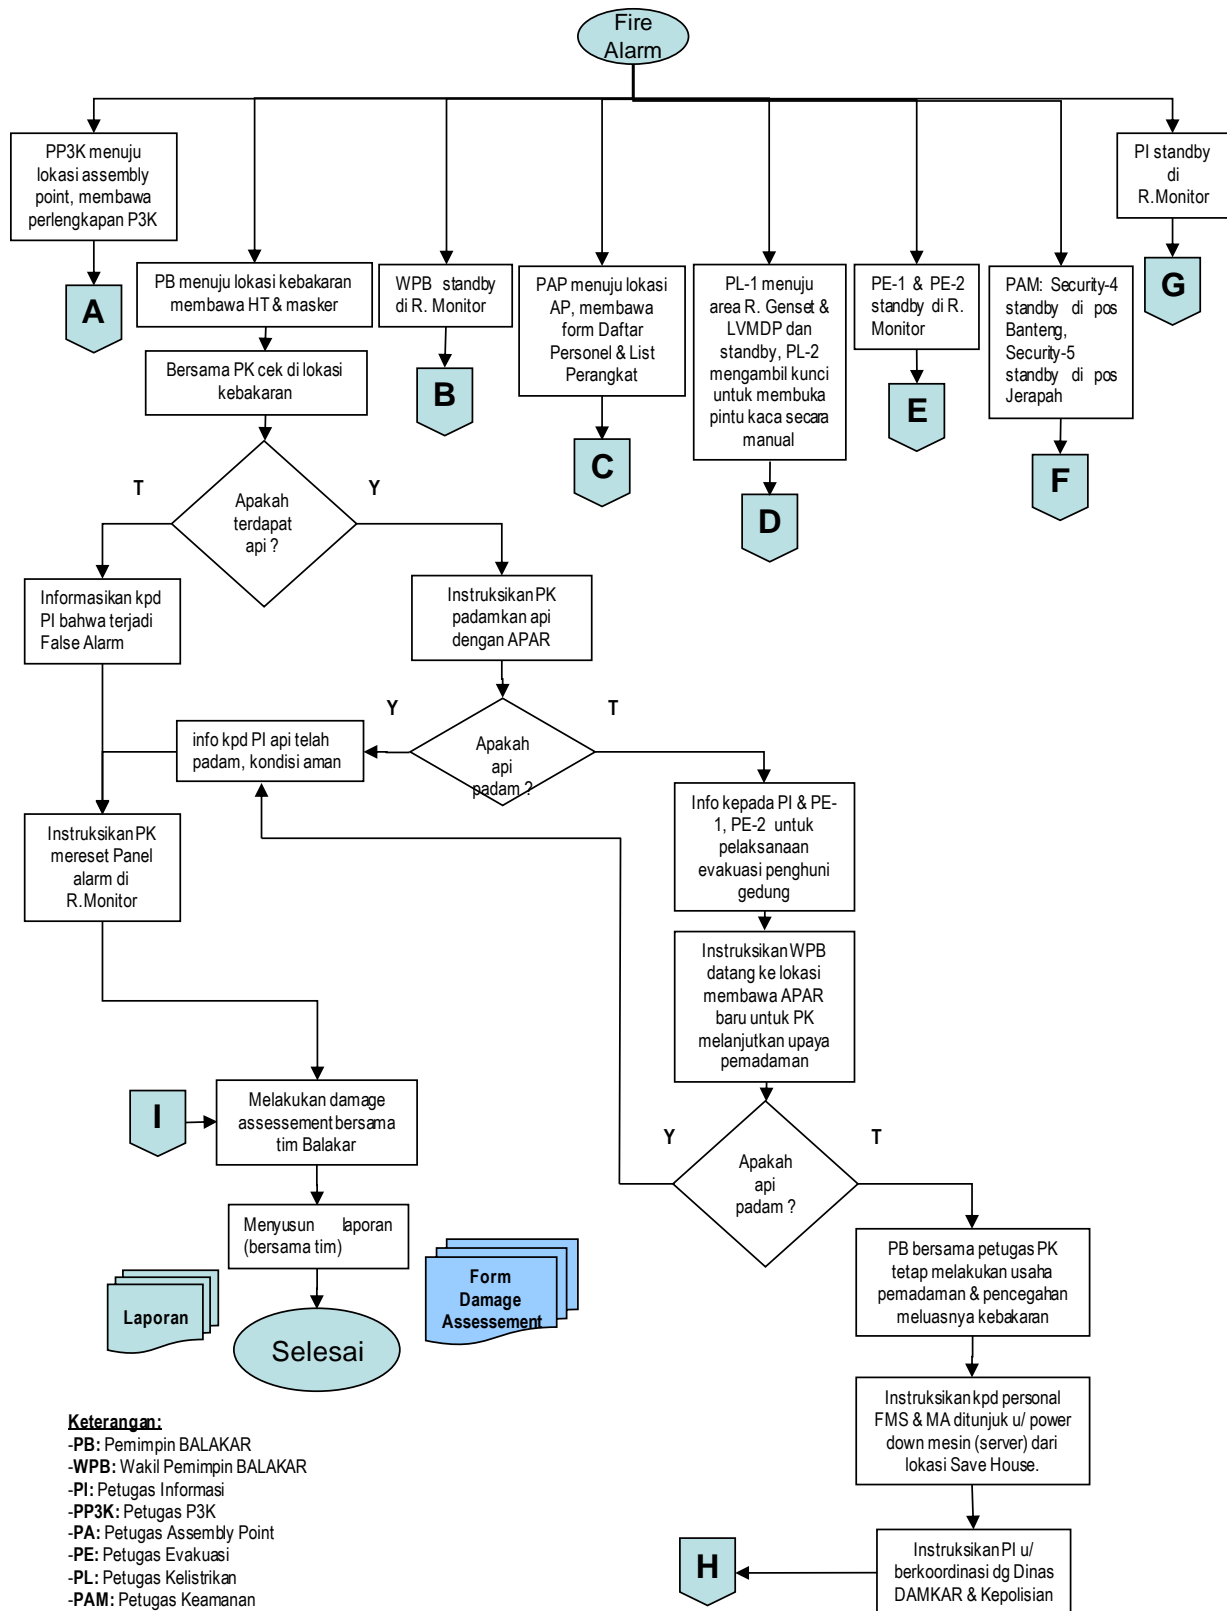 Fire
Alarm
PP3K menuju
lokasi assembly
point, membawa
perlengkapan P3K
PI standby
di
R.Monitor
A
PB menuju lokasi kebakaran
membawa HT & masker
WPB standby
di R. Monitor
PAP menuju lokasi
AP, membawa
form Daftar
Personel & List
Perangkat
PL-1 menuju
area R. Genset &
LVMDP dan
standby, PL-2
mengambil kunci
untuk membuka
pintu kaca secara
manual
PE-1 & PE-2
standby di R.
Monitor
PAM: Security-4
standby di pos
Banteng,
Security-5
standby di pos
Jerapah
G
Bersama PK cek di lokasi
kebakaran
B
C
D
E
F
T
Y
Apakah
terdapat
api ?
Informasikan kpd
PI bahwa terjadi
False Alarm
Instruksikan PK
padamkan api
dengan APAR
Y
T
info kpd PI api telah
padam, kondisi aman
Apakah
api
padam ?
Instruksikan PK
mereset Panel
alarm di
R.Monitor
Info kepada PI & PE-
1, PE-2 untuk
pelaksanaan
evakuasi penghuni
gedung
Instruksikan WPB
datang ke lokasi
membawa APAR
baru untuk PK
melanjutkan upaya
pemadaman
I
Melakukan damage
assessement bersama
tim Balakar
Y
T
Apakah
api
padam ?
Menyusun laporan
(bersama tim)
Laporan
Form
Damage
Assessement
Selesai
PB bersama petugas PK
tetap melakukan usaha
pemadaman & pencegahan
meluasnya kebakaran
Instruksikan kpd personal
FMS & MA ditunjuk u/ power
down mesin (server) dari
lokasi Save House.
H
Instruksikan PI u/
berkoordinasi dg Dinas
DAMKAR & Kepolisian
Keterangan:
-PB: Pemimpin BALAKAR
-WPB: Wakil Pemimpin BALAKAR
-PI: Petugas Informasi
-PP3K: Petugas P3K
-PA: Petugas Assembly Point
-PE: Petugas Evakuasi
-PL: Petugas Kelistrikan
-PAM: Petugas Keamanan